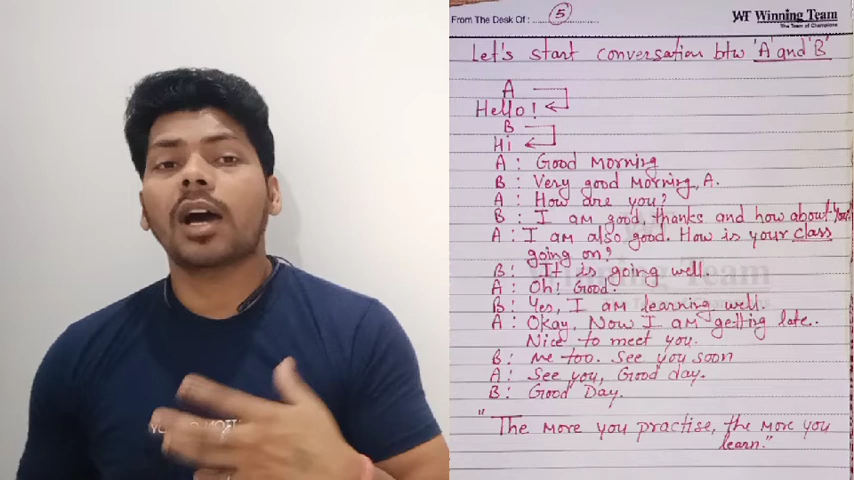 From The Desk Of : 5
WT Winning Team
The Team of Champions
Let's start conversation btw 'A' and 'B'
A
Hello!
B
Hi
A : Good Morning
B : Very good Morning, A.
A : How are you?
B : I am good, thanks and how about you?
A : I am also good. How is your class
going on?
B : It is going well.
A : Oh! Good.
B : Yes, I am learning well.
A : Okay, Now I am getting late..
Nice to meet you.
B : Me too. See you soon
A : See you, Good day.
B : Good Day.
"The more you practise, the more you
learn."
Winning Team